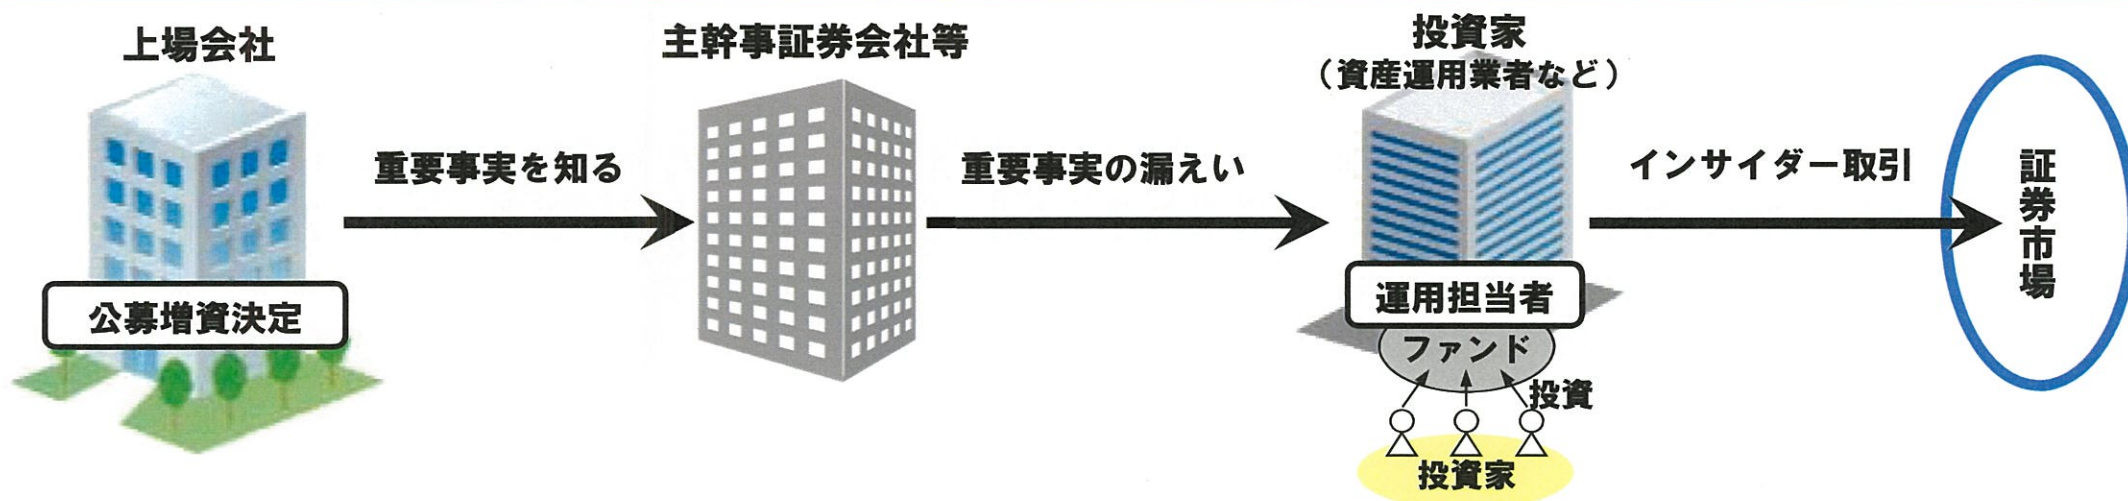 上場会社
主幹事証券会社等
投資家
（資産運用業者など）
重要事実を知る
重要事実の漏えい
インサイダー取引
証券市場
公募増資決定
運用担当者
ファンド
投資
投資家